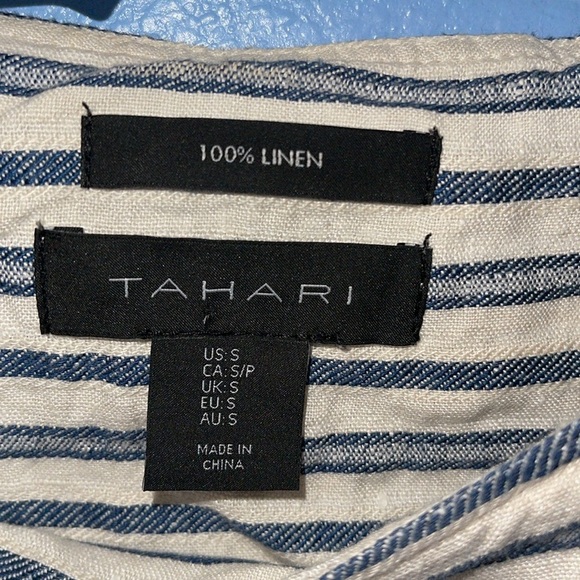 100% LINEN
TAHARI
US: S
CA: S/P
UK: S
EU: S
AU: S
MADE IN
CHINA